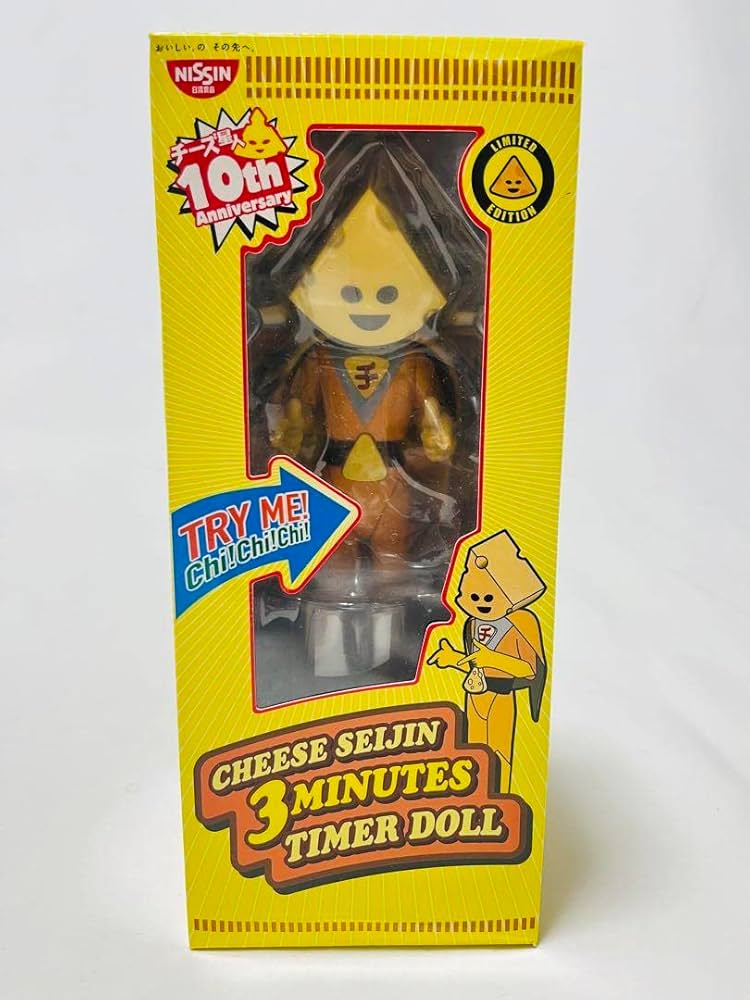 おいしい、の その先へ。
NISSIN
日清食品
チーズ星人
10th
Anniversary
LIMITED
EDITION
チ
TRY ME!
Chi!Chi!Chi!
チ
CHEESE SEIJIN
3 MINUTES
TIMER DOLL